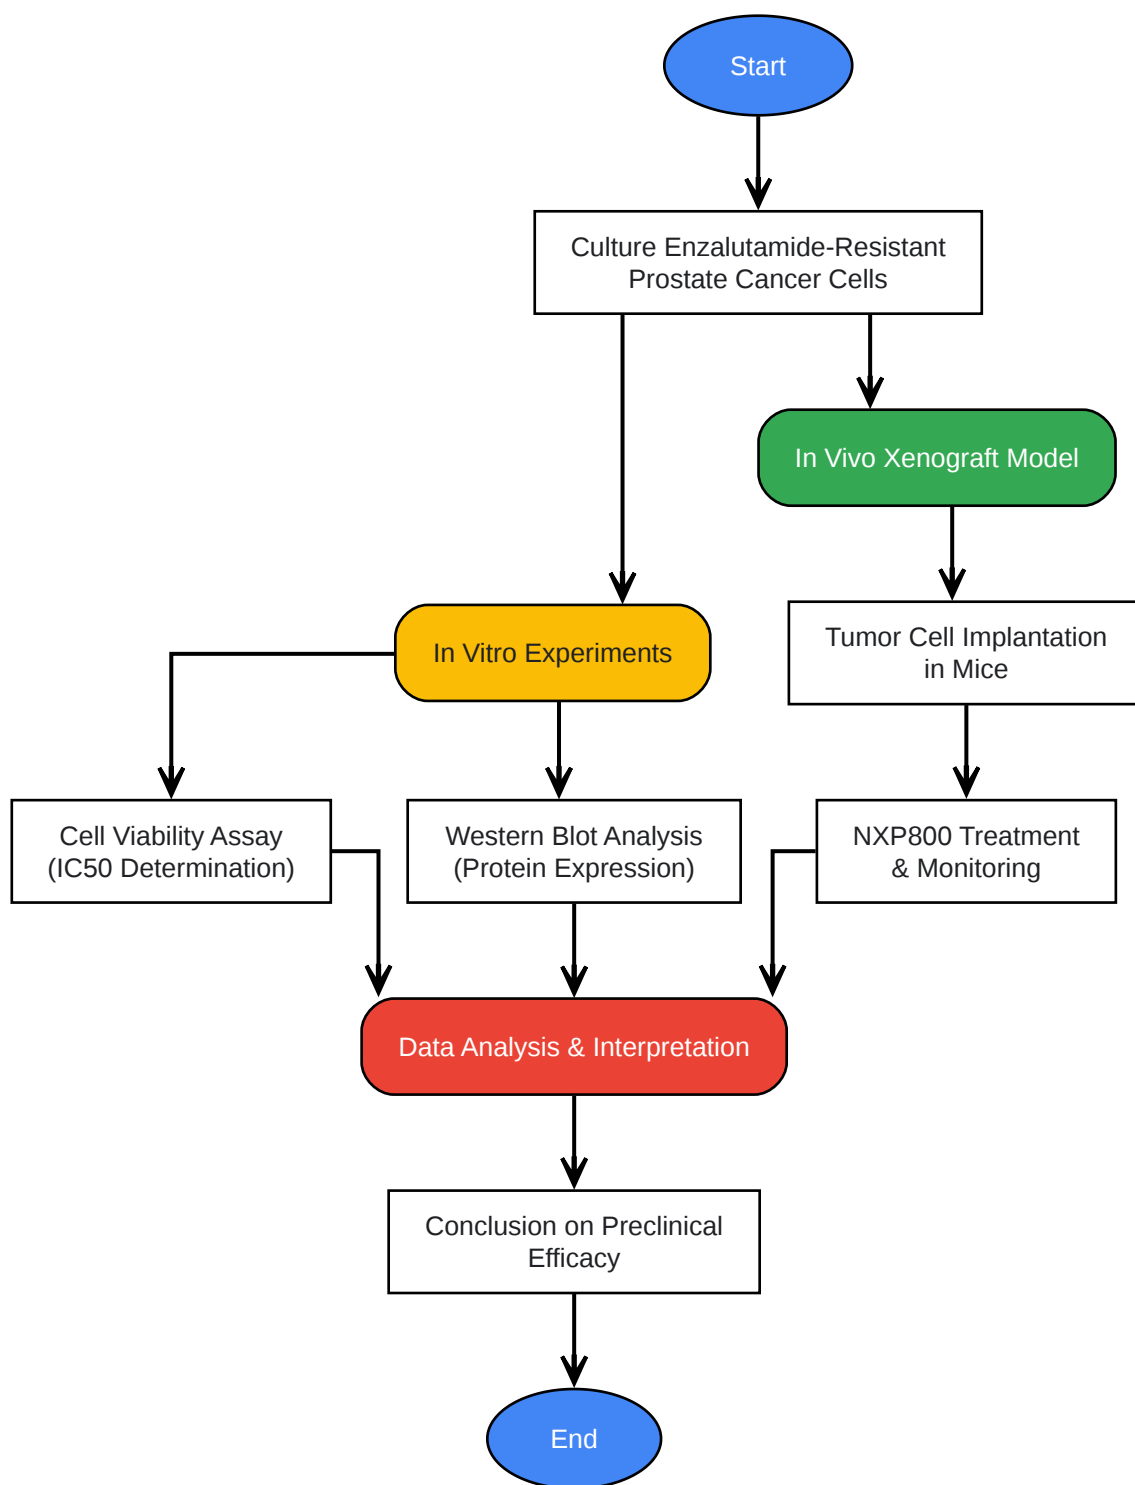 Start
Culture Enzalutamide-Resistant
Prostate Cancer Cells
In Vivo Xenograft Model
In Vitro Experiments
Tumor Cell Implantation
in Mice
Cell Viability Assay
(IC50 Determination)
Western Blot Analysis
(Protein Expression)
NXP800 Treatment
& Monitoring
Data Analysis & Interpretation
Conclusion on Preclinical
Efficacy
End